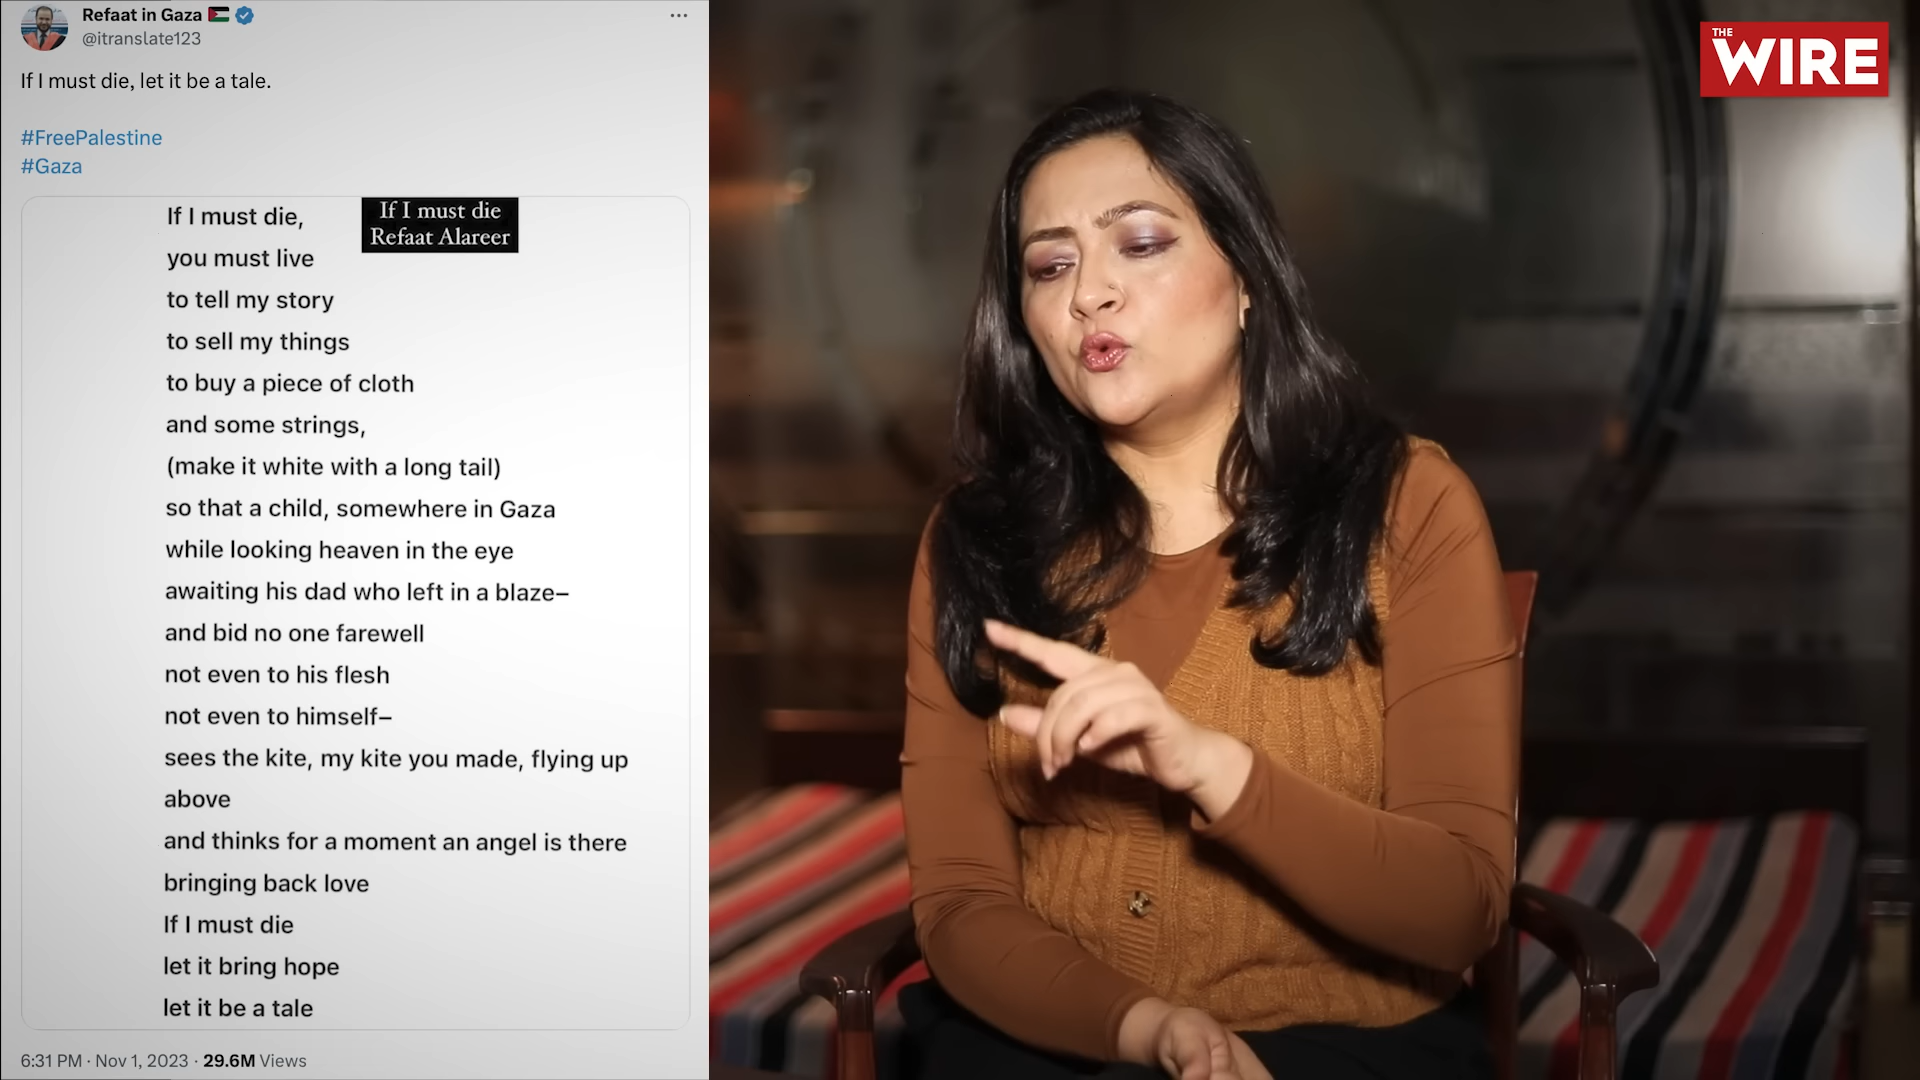 Refaat in Gaza
@itranslate123
If I must die, let it be a tale.
#FreePalestine
#Gaza
If I must die
Refaat Alareer
If I must die,
you must live
to tell my story
to sell my things
to buy a piece of cloth
and some strings,
(make it white with a long tail)
so that a child, somewhere in Gaza
while looking heaven in the eye
awaiting his dad who left in a blaze–
and bid no one farewell
not even to his flesh
not even to himself–
sees the kite, my kite you made, flying up
above
and thinks for a moment an angel is there
bringing back love
If I must die
let it bring hope
let it be a tale
6:31 PM · Nov 1, 2023 · 29.6M Views
THE
WIRE